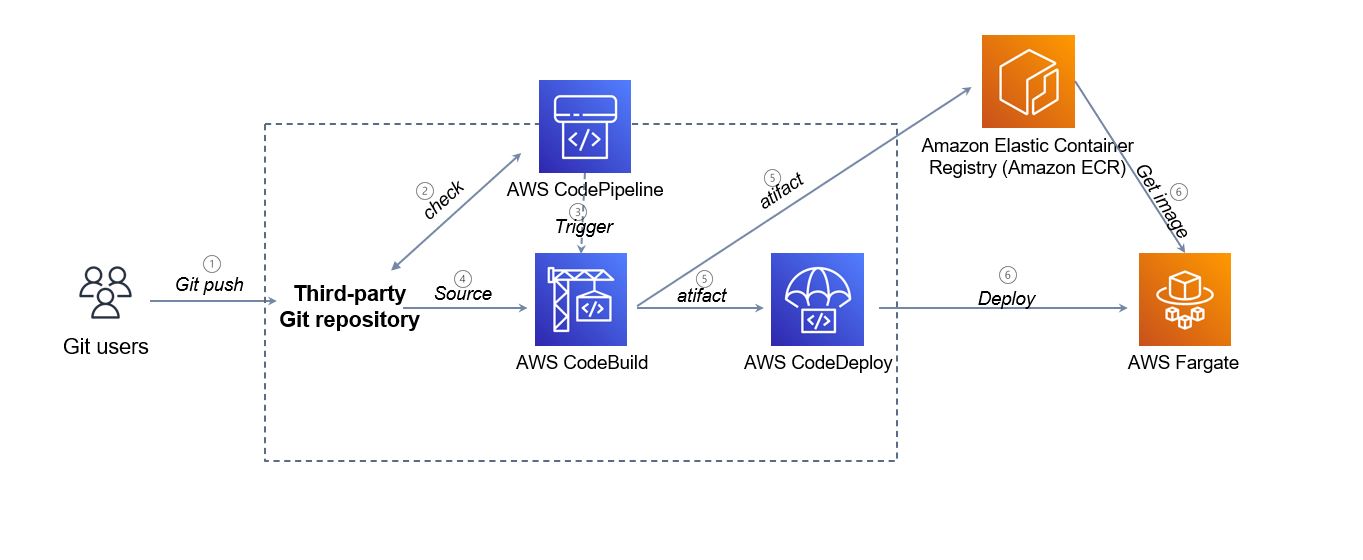 Git users
①
Git push
Third-party
Git repository
②
check
AWS CodePipeline
③
Trigger
④
Source
AWS CodeBuild
⑤
atifact
⑤
atifact
AWS CodeDeploy
Amazon Elastic Container
Registry (Amazon ECR)
⑥
Get image
⑥
Deploy
AWS Fargate